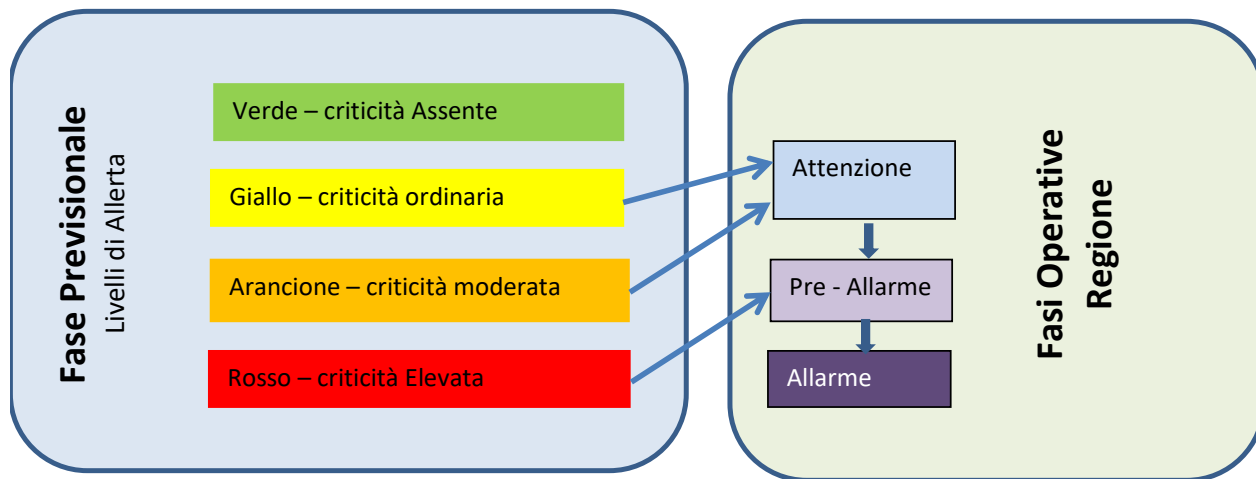 Fase Previsionale
Livelli di Allerta
Verde – criticità Assente
Giallo – criticità ordinaria
Arancione – criticità moderata
Rosso – criticità Elevata
Attenzione
Pre - Allarme
Allarme
Fasi Operative
Regione